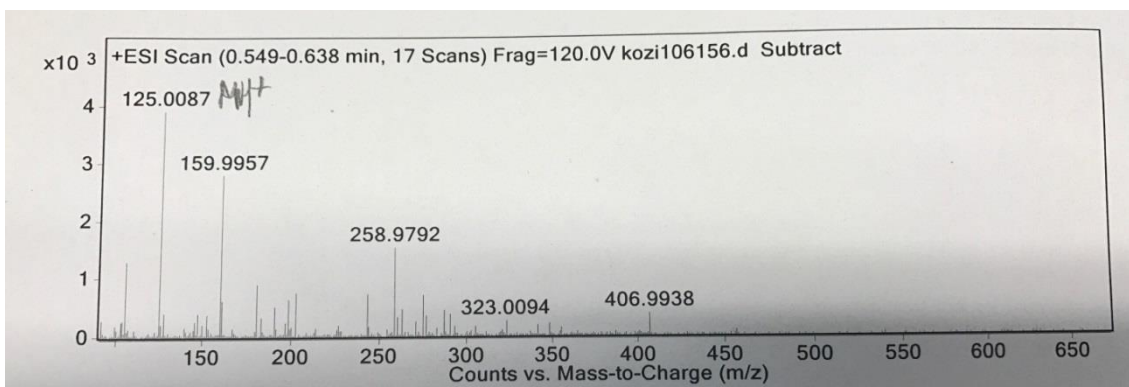 x10 3 +ESI Scan (0.549-0.638 min, 17 Scans) Frag=120.0V kozi106156.d Subtract
4 125.0087 MH+
3 159.9957
2 258.9792
1 323.0094 406.9938
0
150 200 250 300 350 400 450 500 550 600 650
Counts vs. Mass-to-Charge (m/z)